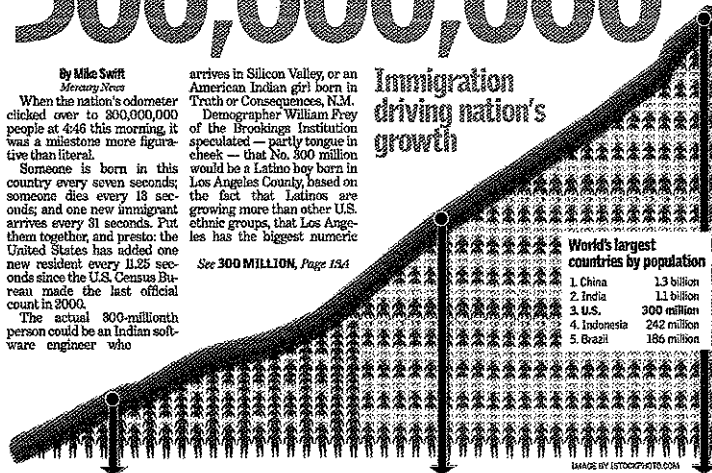 300,000,000
By Mike Swift
Mercury News
When the nation's odometer
clicked over to 300,000,000
people at 4:46 this morning, it
was a milestone more figura-
tive than literal.
Someone is born in this
country every seven seconds;
someone dies every 13 sec-
onds; and one new immigrant
arrives every 31 seconds. Put
them together, and presto: the
United States has added one
new resident every 11.25 sec-
onds since the U.S. Census Bu-
reau made the last official
count in 2000.
The actual 300-millionth
person could be an Indian soft-
ware engineer who
arrives in Silicon Valley, or an
American Indian girl born in
Truth or Consequences, N.M.
Demographer William Frey
of the Brookings Institution
speculated — partly tongue in
cheek — that No. 300 million
would be a Latino boy born in
Los Angeles County, based on
the fact that Latinos are
growing more than other U.S.
ethnic groups, that Los Ange-
les has the biggest numeric
See 300 MILLION, Page 15A
Immigration
driving nation's
growth
World's largest
countries by population
1. China 1.3 billion
2. India 1.1 billion
3. U.S. 300 million
4. Indonesia 242 million
5. Brazil 186 million
IMAGE BY ISTOCKPHOTO.COM